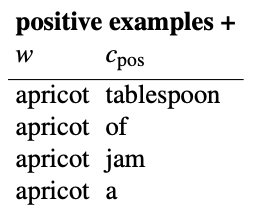 positive examples +
w c_pos
apricot tablespoon
apricot of
apricot jam
apricot a